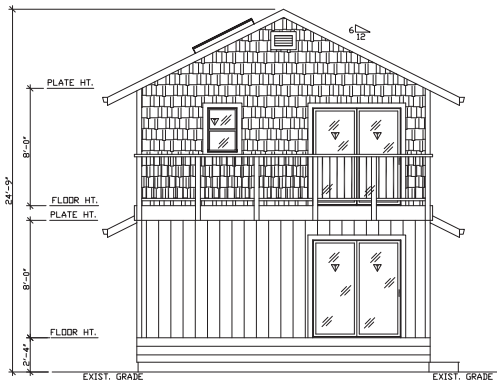 6
12
PLATE HT.
8'-0"
24'-9"
FLOOR HT.
PLATE HT.
8'-0"
FLOOR HT.
2'-4"
EXIST. GRADE
EXIST. GRADE